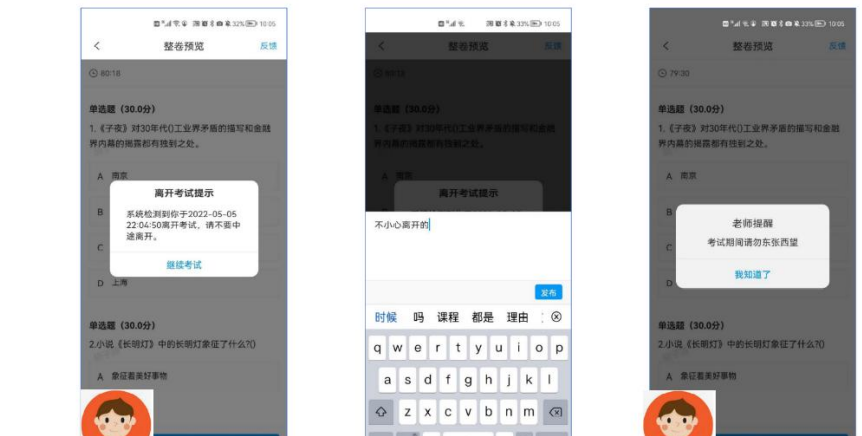 32% 10:05
整卷预览
反馈
80:18
单选题（30.0分）
1.《子夜》对30年代()工业界矛盾的描写和金融
界内幕的揭露都有独到之处。
A 南京
B
C
D 上海
离开考试提示
系统检测到你于2022-05-05
22:04:50离开考试，请不要中
途离开。
继续考试
单选题（30.0分）
2.小说《长明灯》中的长明灯象征了什么?()
A 象征着美好事物
33% 10:05
整卷预览
反馈
单选题（30.0分）
1.《子夜》对30年代()工业界矛盾的描写和金融
界内幕的揭露都有独到之处。
A 南京
离开考试提示
不小心离开的
发布
时候 吗 课程 都是 理由
q w e r t y u i o p
a s d f g h j k l
z x c v b n m
33% 10:05
整卷预览
反馈
79:30
单选题（30.0分）
1.《子夜》对30年代()工业界矛盾的描写和金融
界内幕的揭露都有独到之处。
A 南京
B
C
D
老师提醒
考试期间请勿东张西望
我知道了
单选题（30.0分）
2.小说《长明灯》中的长明灯象征了什么?()
A 象征着美好事物